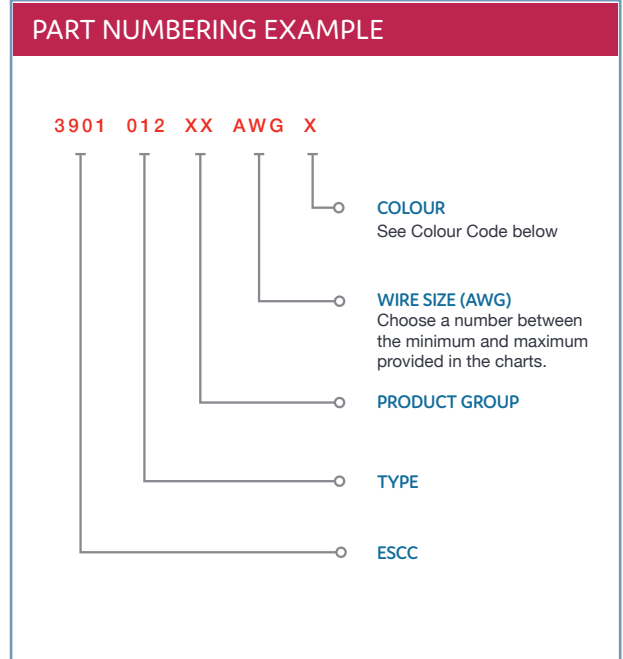 PART NUMBERING EXAMPLE
3901 012 XX AWG X
COLOUR
See Colour Code below
WIRE SIZE (AWG)
Choose a number between
the minimum and maximum
provided in the charts.
PRODUCT GROUP
TYPE
ESCC